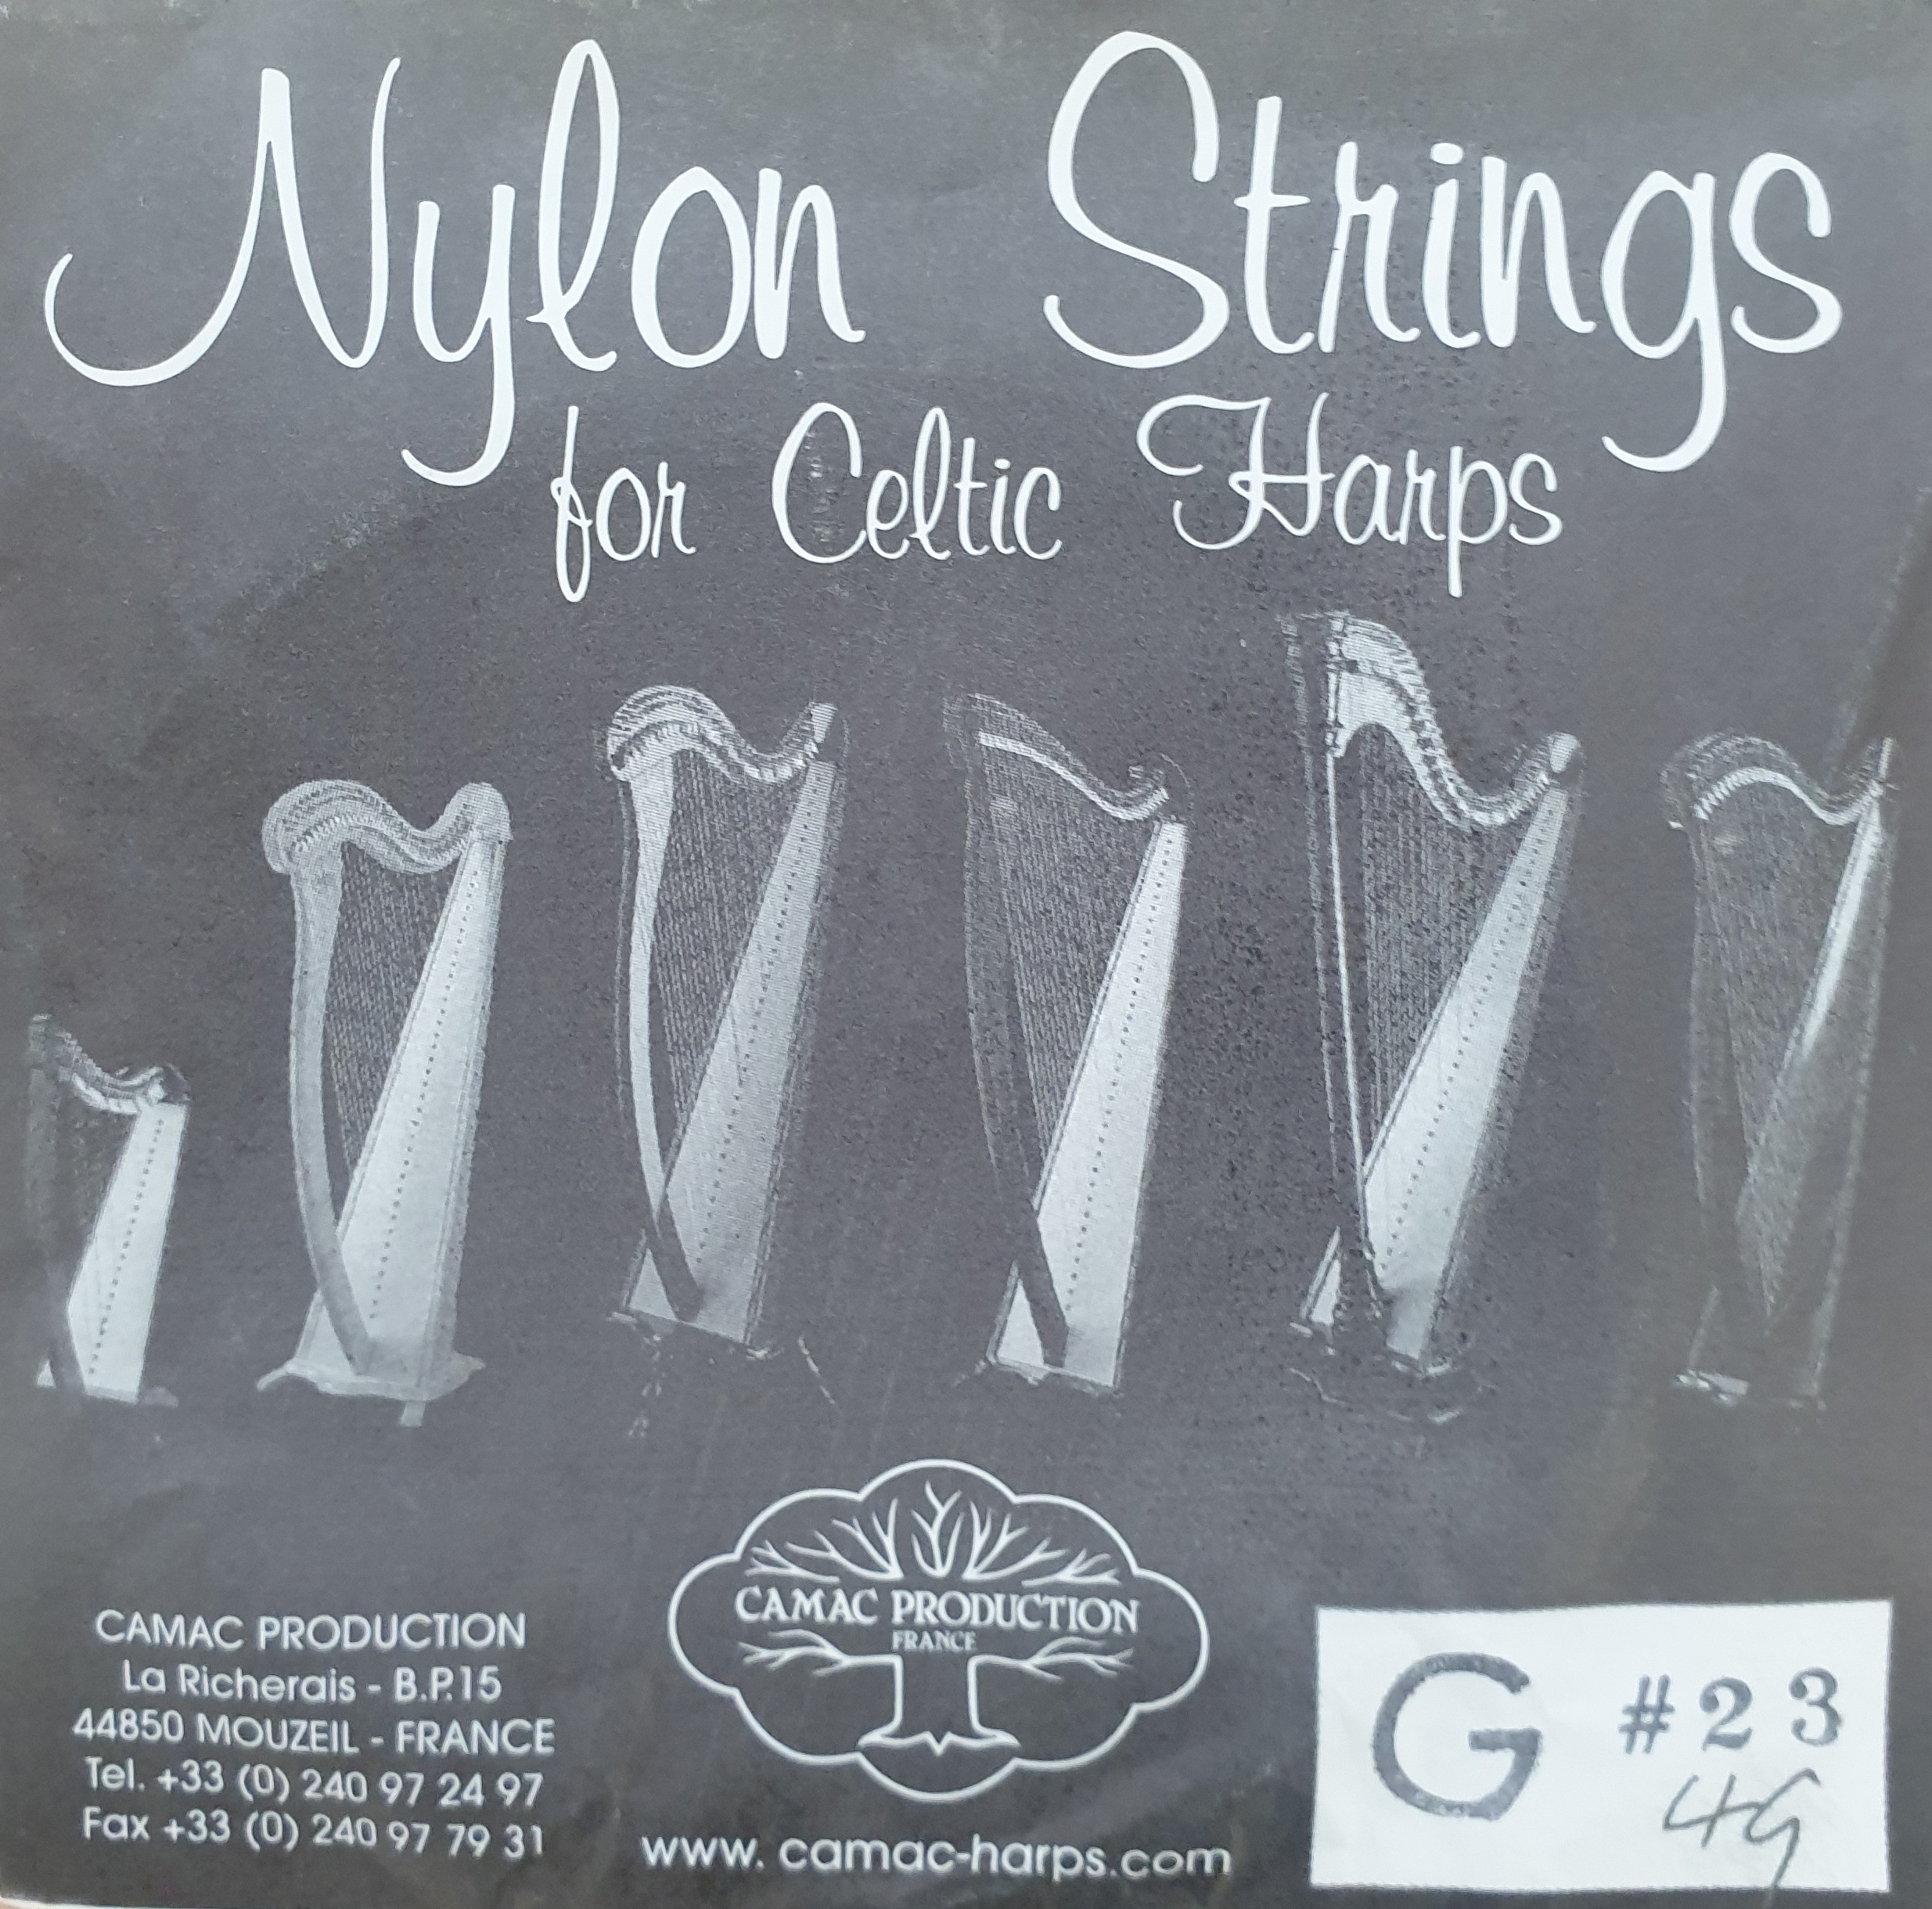 Nylon Strings
for Celtic Harps
CAMAC PRODUCTION
FRANCE
CAMAC PRODUCTION
La Richerais - B.P.15
44850 MOUZEIL - FRANCE
Tel. +33 (0) 240 97 24 97
Fax +33 (0) 240 97 79 31
www. camac-harps.com
G #23
4G